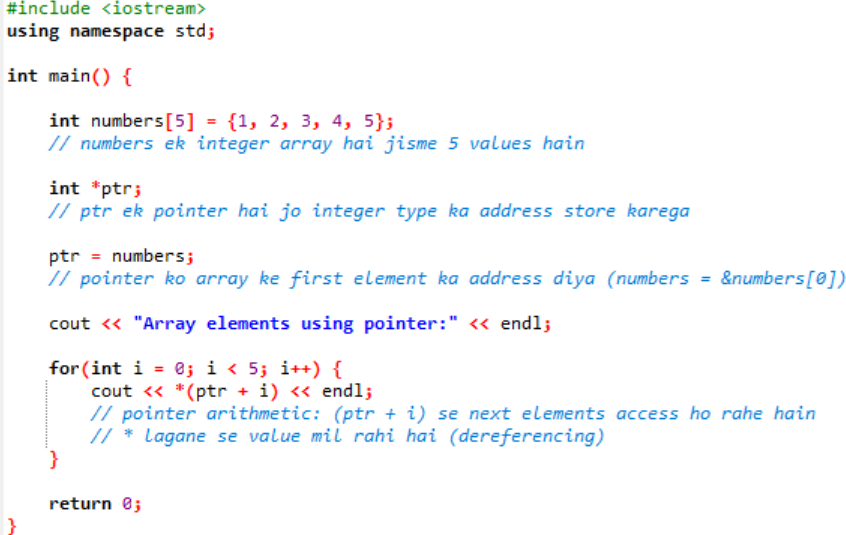 #include <iostream>
using namespace std;
int main() {
int numbers[5] = {1, 2, 3, 4, 5};
// numbers ek integer array hai jisme 5 values hain
int *ptr;
// ptr ek pointer hai jo integer type ka address store karega
ptr = numbers;
// pointer ko array ke first element ka address diya (numbers = &numbers[0])
cout << "Array elements using pointer:" << endl;
for(int i = 0; i < 5; i++) {
cout << *(ptr + i) << endl;
// pointer arithmetic: (ptr + i) se next elements access ho rahe hain
// * lagane se value mil rahi hai (dereferencing)
}
return 0;
}